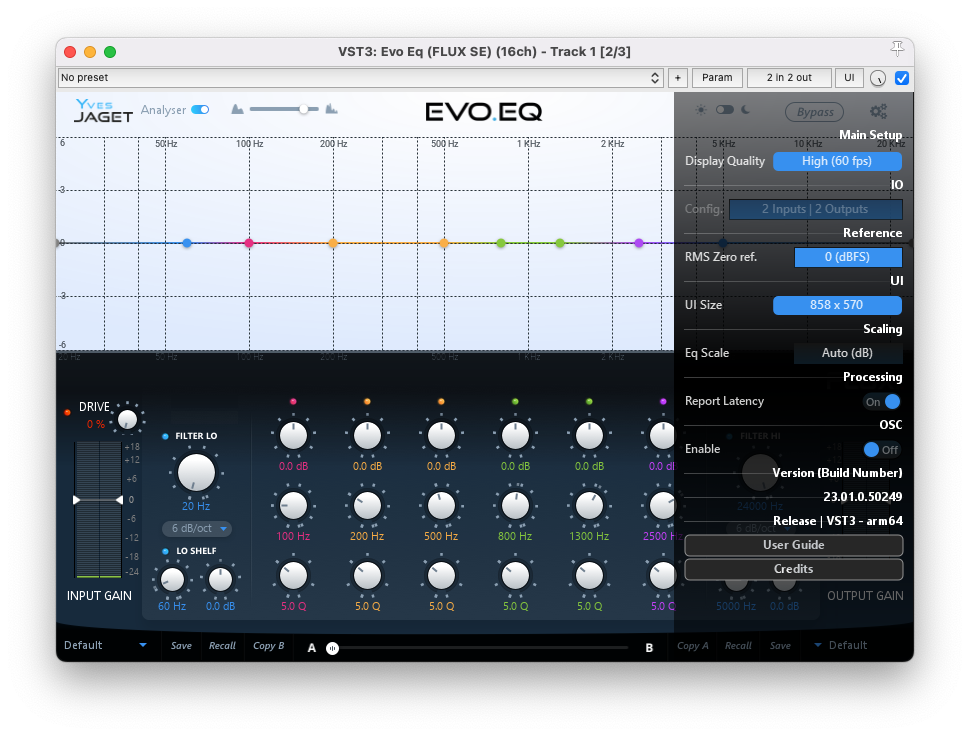 VST3: Evo Eq (FLUX SE) (16ch) - Track 1 [2/3]
No preset
+
Param
2 in 2 out
UI
YVES JAGET
Analyser
EVO.EQ
Bypass
Main Setup
6
50Hz
100 Hz
200 Hz
500 Hz
1 KHz
2 KHz
5 KHz
10 KHz
20 KHz
Display Quality
High (60 fps)
IO
-3
Config.
2 Inputs | 2 Outputs
Reference
0
RMS Zero ref.
0 (dBFS)
UI
-3
UI Size
858 x 570
Scaling
-6
20 Hz
50 Hz
100 Hz
200 Hz
500 Hz
1 KHz
2 KHz
Eq Scale
Auto (dB)
Processing
Report Latency
On
OSC
Enable
Off
Version (Build Number)
23.01.0.50249
Release | VST3 - arm64
User Guide
Credits
DRIVE
0 %
+18
+12
+6
0
-6
-12
-18
-24
INPUT GAIN
FILTER LO
20 Hz
6 dB/oct
LO SHELF
60 Hz
0.0 dB
0.0 dB
0.0 dB
0.0 dB
0.0 dB
0.0 dB
0.0 d
100 Hz
200 Hz
500 Hz
800 Hz
1300 Hz
2500 H
5.0 Q
5.0 Q
5.0 Q
5.0 Q
5.0 Q
5.0 Q
FILTER HI
24000 Hz
6 dB/oct
5000 Hz
0.0 dB
OUTPUT GAIN
Default
Save
Recall
Copy B
A
B
Copy A
Recall
Save
Default